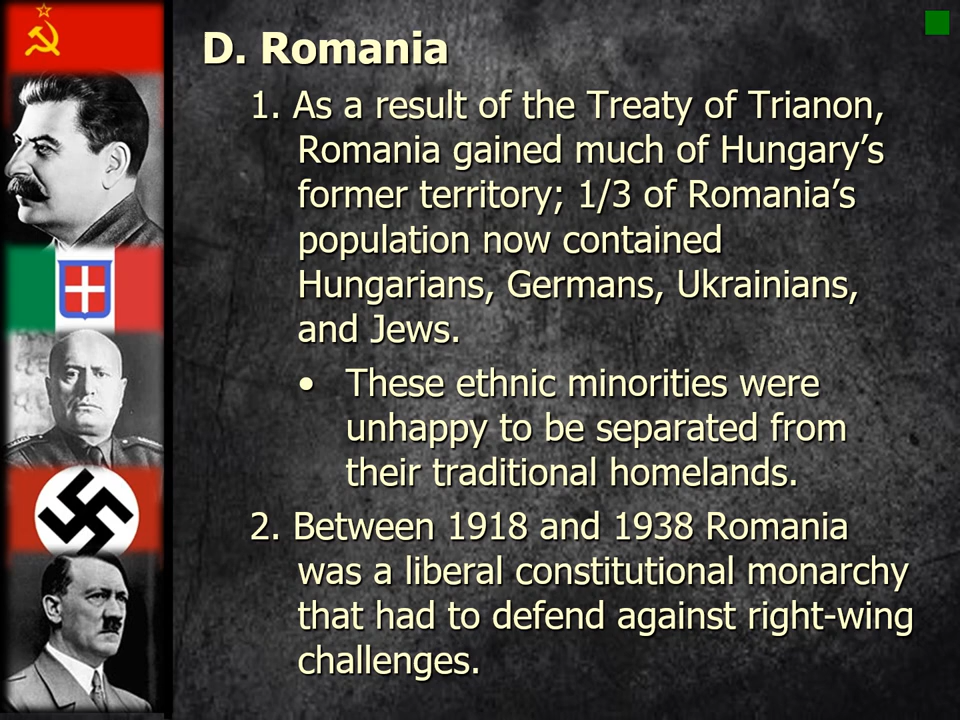 D. Romania
1. As a result of the Treaty of Trianon,
Romania gained much of Hungary’s
former territory; 1/3 of Romania’s
population now contained
Hungarians, Germans, Ukrainians,
and Jews.
• These ethnic minorities were
unhappy to be separated from
their traditional homelands.
2. Between 1918 and 1938 Romania
was a liberal constitutional monarchy
that had to defend against right-wing
challenges.